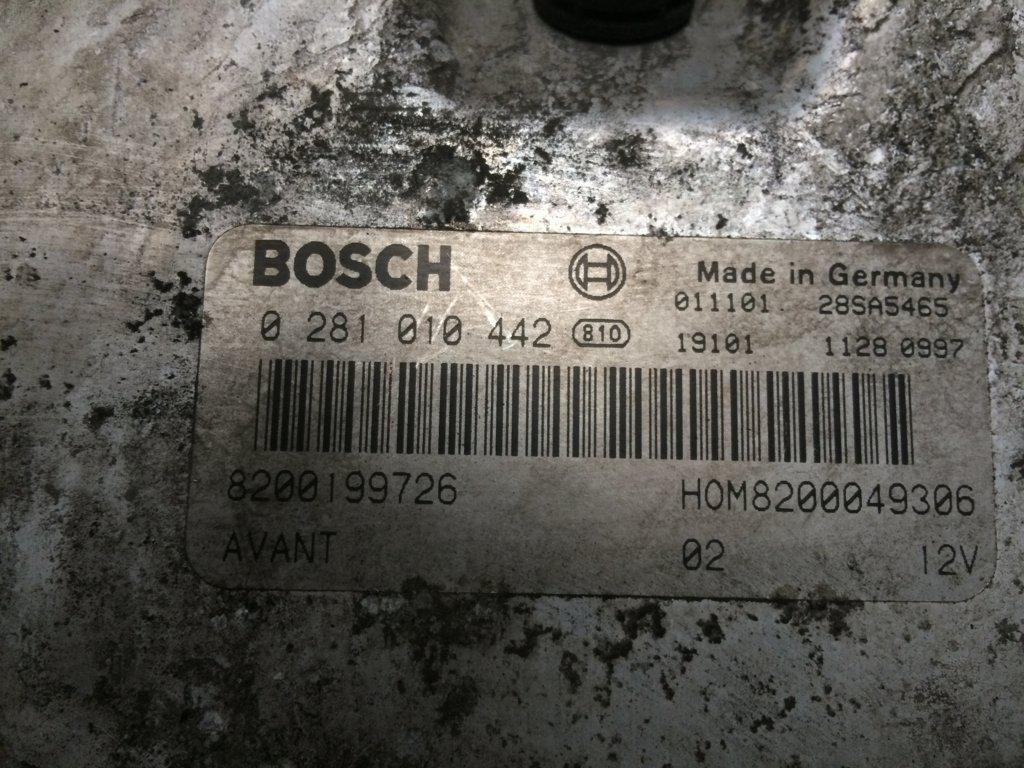 BOSCH
Made in Germany
011101. 28SA5465
0 281 010 442 810
19101 1128 0997
8200199726 HOM8200049306
AVANT 02 12V